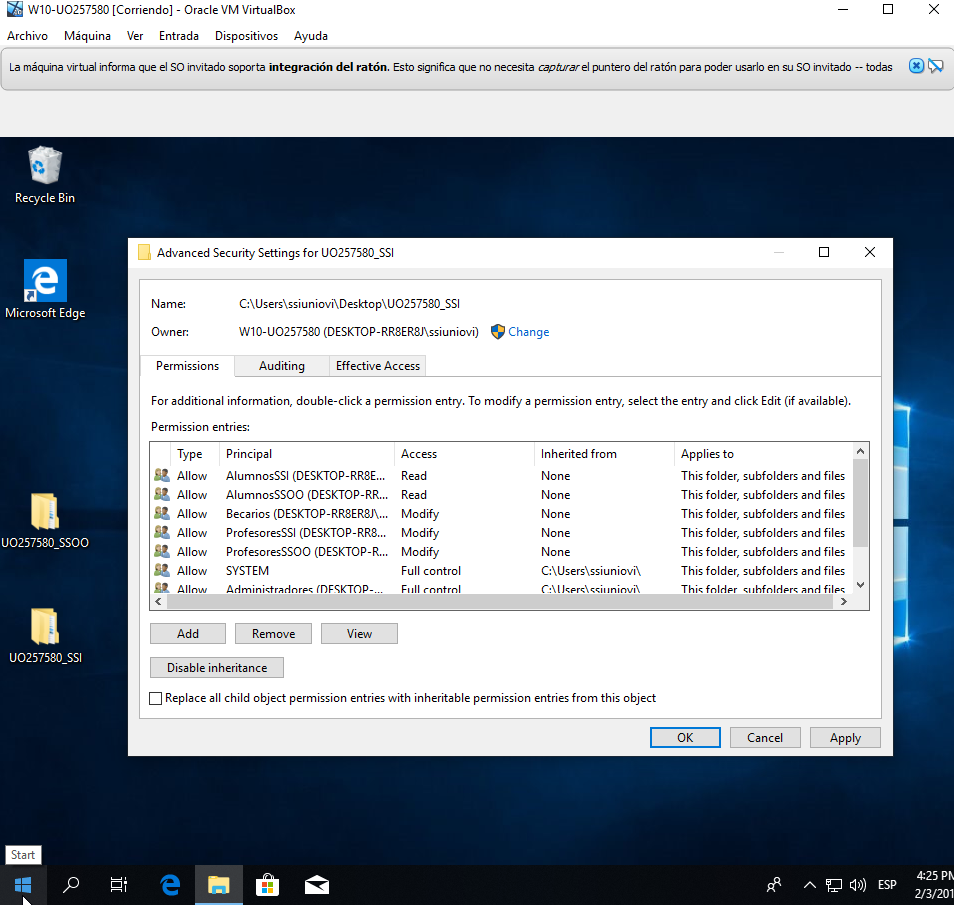 W10-UO257580 [Corriendo] - Oracle VM VirtualBox
Archivo Máquina Ver Entrada Dispositivos Ayuda
La máquina virtual informa que el SO invitado soporta integración del ratón. Esto significa que no necesita capturar el puntero del ratón para poder usarlo en su SO invitado -- todas
Recycle Bin
Microsoft Edge
UO257580_SSOO
UO257580_SSI
Advanced Security Settings for UO257580_SSI
Name: C:\Users\ssiuniovi\Desktop\UO257580_SSI
Owner: W10-UO257580 (DESKTOP-RR8ER8J\ssiuniovi) Change
Permissions Auditing Effective Access
For additional information, double-click a permission entry. To modify a permission entry, select the entry and click Edit (if available).
Permission entries:
Type Principal Access Inherited from Applies to
Allow AlumnosSSI (DESKTOP-RR8E... Read None This folder, subfolders and files
Allow AlumnosSSOO (DESKTOP-RR... Read None This folder, subfolders and files
Allow Becarios (DESKTOP-RR8ER8J\... Modify None This folder, subfolders and files
Allow ProfesoresSSI (DESKTOP-RR8... Modify None This folder, subfolders and files
Allow ProfesoresSSOO (DESKTOP-R... Modify None This folder, subfolders and files
Allow SYSTEM Full control C:\Users\ssiuniovi\ This folder, subfolders and files
Allow Administradores (DESKTOP-... Full control C:\Users\ssiuniovi\ This folder, subfolders and files
Add Remove View
Disable inheritance
Replace all child object permission entries with inheritable permission entries from this object
OK Cancel Apply
Start
ESP
4:25 PM
2/3/201